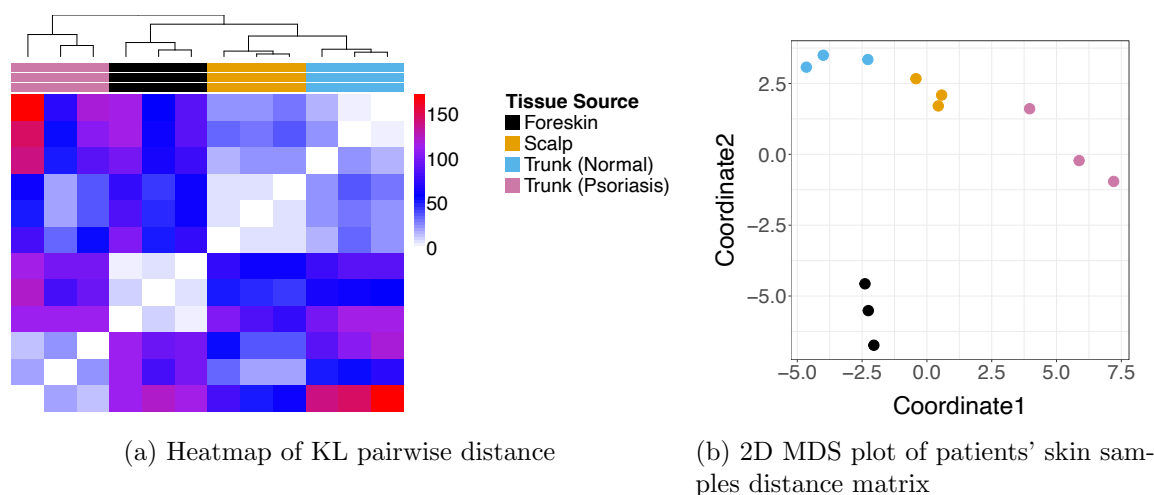 150
100
50
0
Tissue Source
Foreskin
Scalp
Trunk (Normal)
Trunk (Psoriasis)
(a) Heatmap of KL pairwise distance
Coordinate2
2.5
0.0
−2.5
−5.0
−5.0 −2.5 0.0 2.5 5.0 7.5
Coordinate1
(b) 2D MDS plot of patients’ skin sam-
ples distance matrix